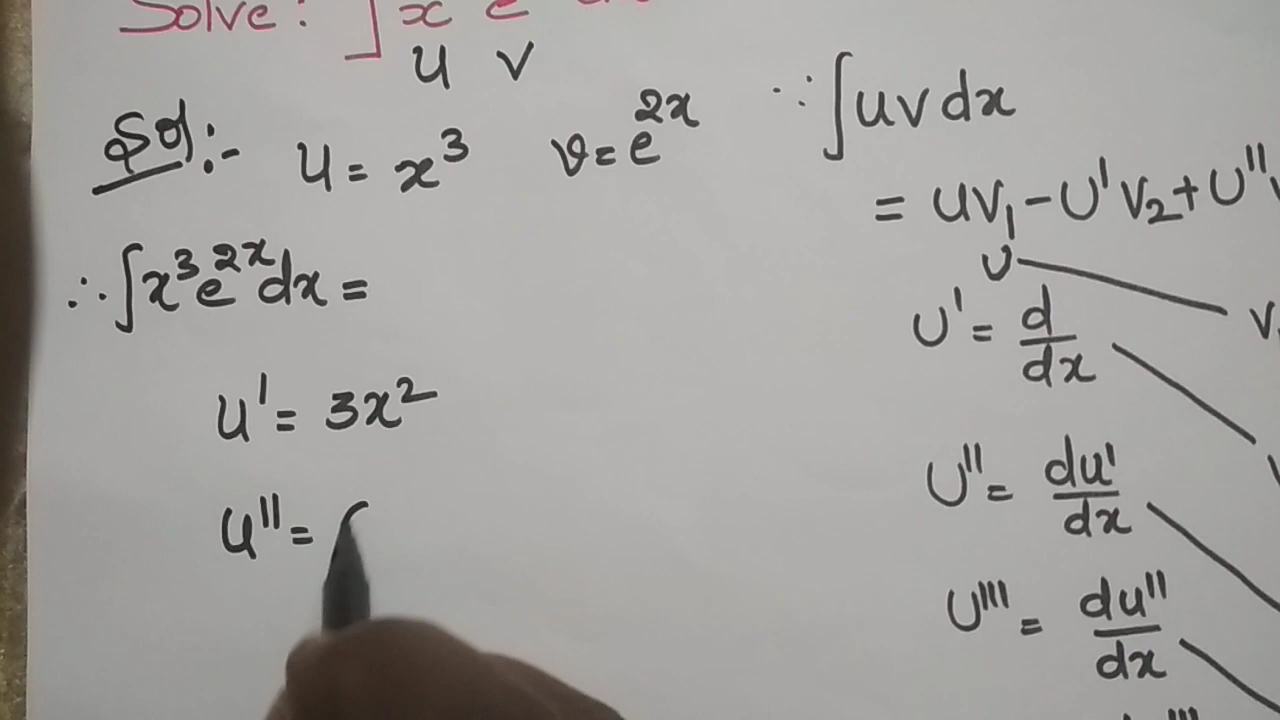 Solve: ∫x e
U V
Sol:- U = x³ v = e^2x
∴ ∫x³e^2x dx =
U' = 3x²
U'' =
∵ ∫uv dx
= UV₁ - U'V₂ + U''
U
U' = d/dx
U'' = du'/dx
U''' = du''/dx